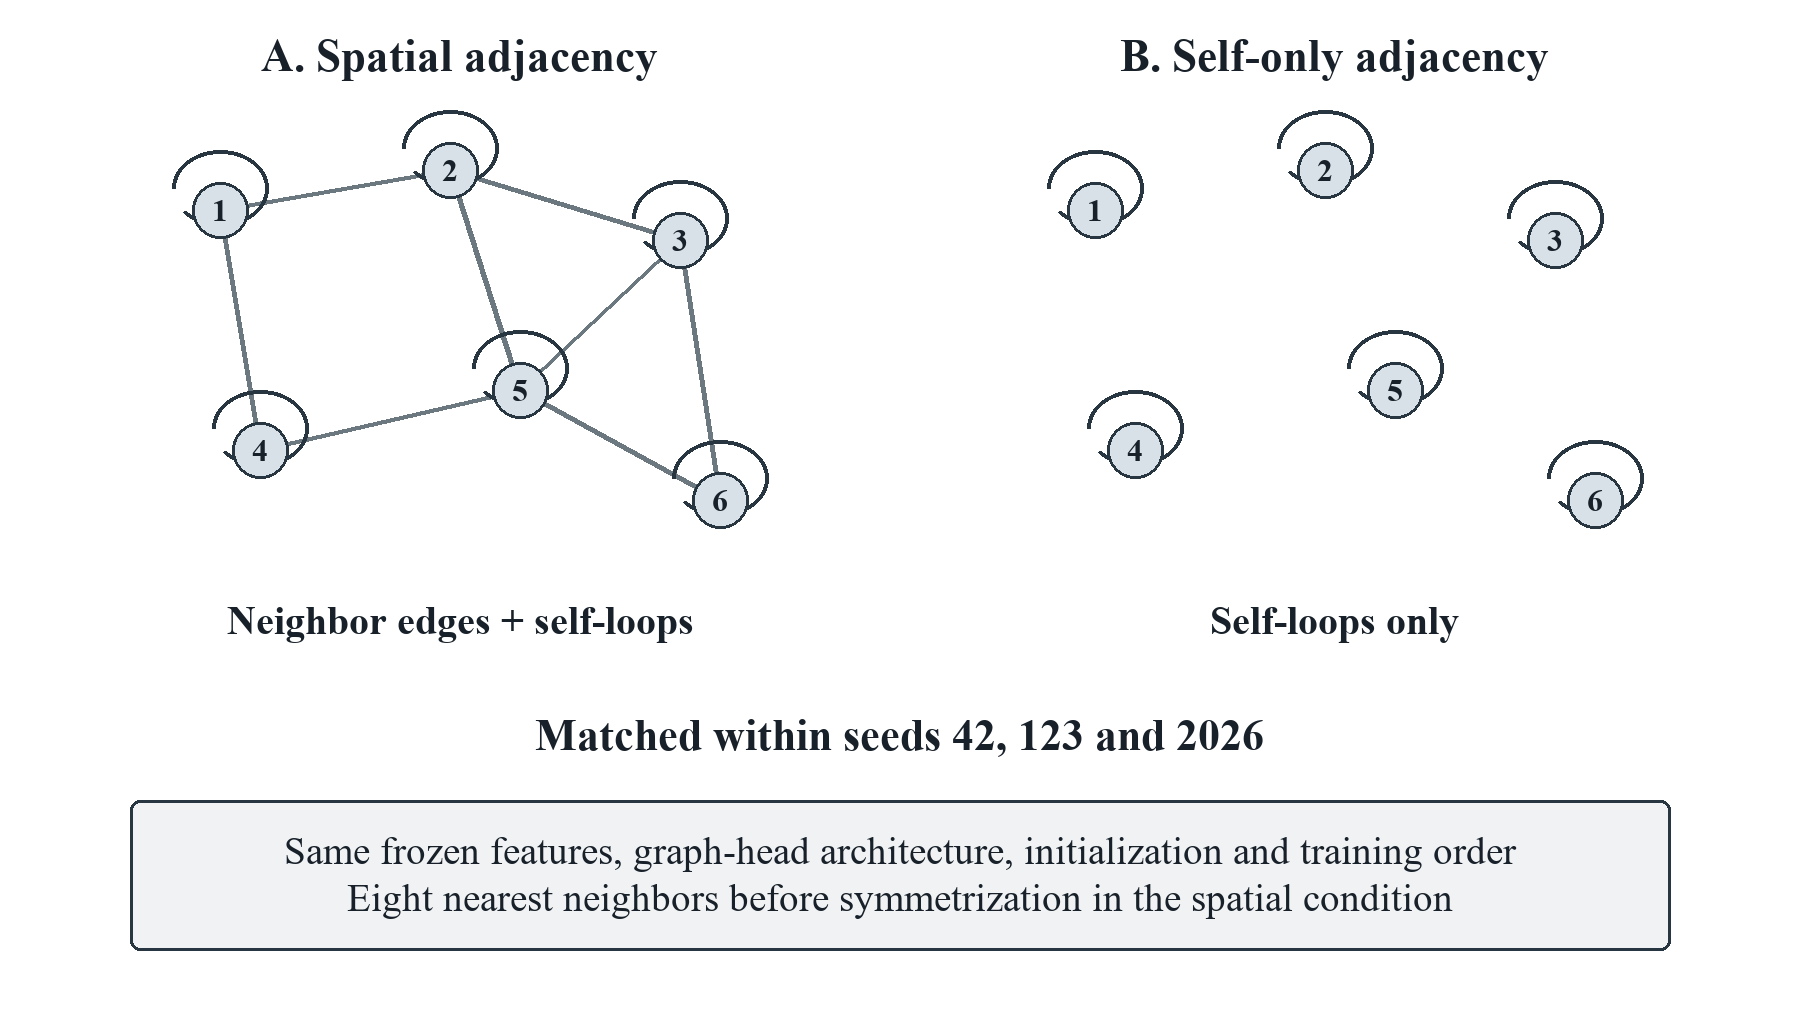 A. Spatial adjacency
B. Self-only adjacency
1
2
3
4
5
6
1
2
3
4
5
6
Neighbor edges + self-loops
Self-loops only
Matched within seeds 42, 123 and 2026
Same frozen features, graph-head architecture, initialization and training order
Eight nearest neighbors before symmetrization in the spatial condition